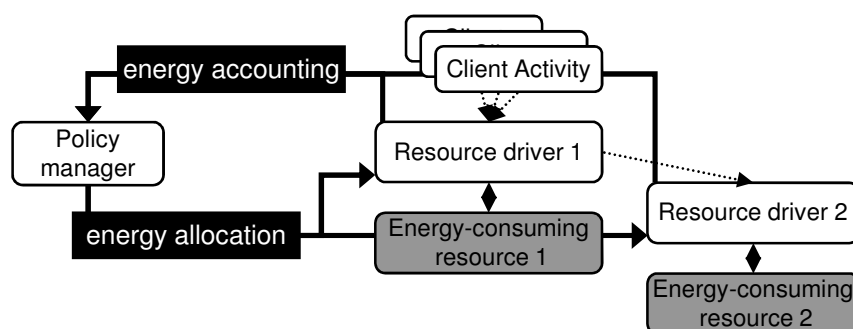 energy accounting
Client Activity
Policy
manager
Resource driver 1
energy allocation
Energy-consuming
resource 1
Resource driver 2
Energy-consuming
resource 2